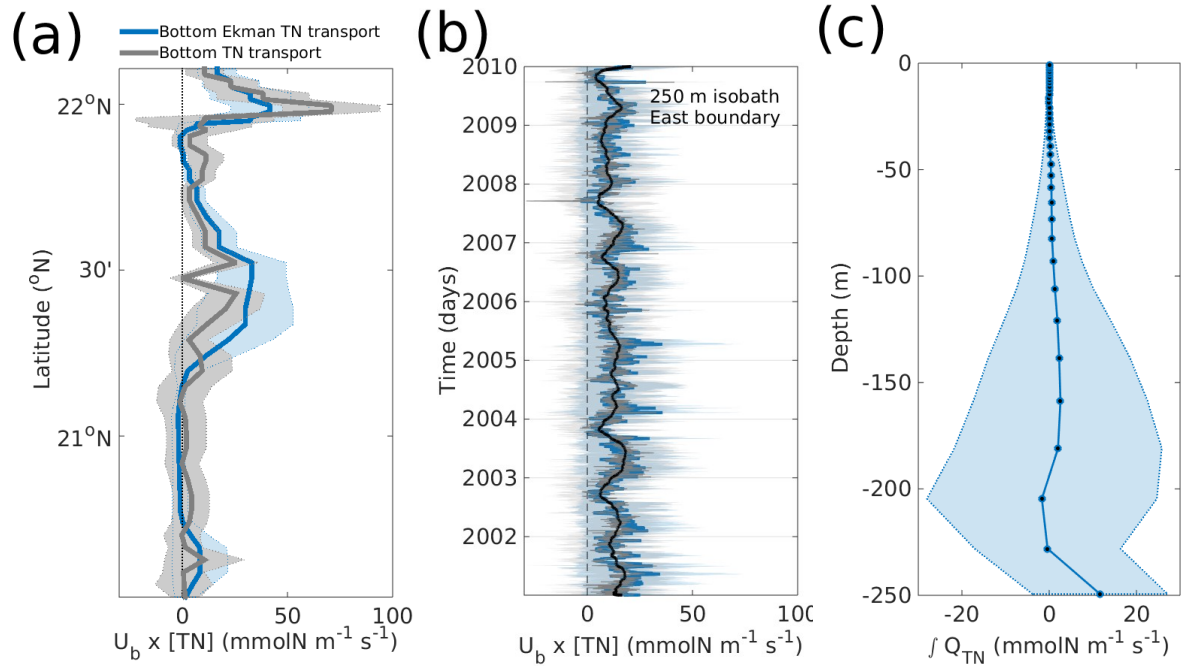 (a)
Bottom Ekman TN transport
Bottom TN transport
22°N
30'
21°N
Latitude (°N)
0
50
100
U_b x [TN] (mmolN m⁻¹ s⁻¹)
(b)
250 m isobath
East boundary
2010
2009
2008
2007
2006
2005
2004
2003
2002
Time (days)
0
50
100
U_b x [TN] (mmolN m⁻¹ s⁻¹)
(c)
0
-50
-100
-150
-200
-250
Depth (m)
-20
0
20
∫ Q_TN (mmolN m⁻¹ s⁻¹)